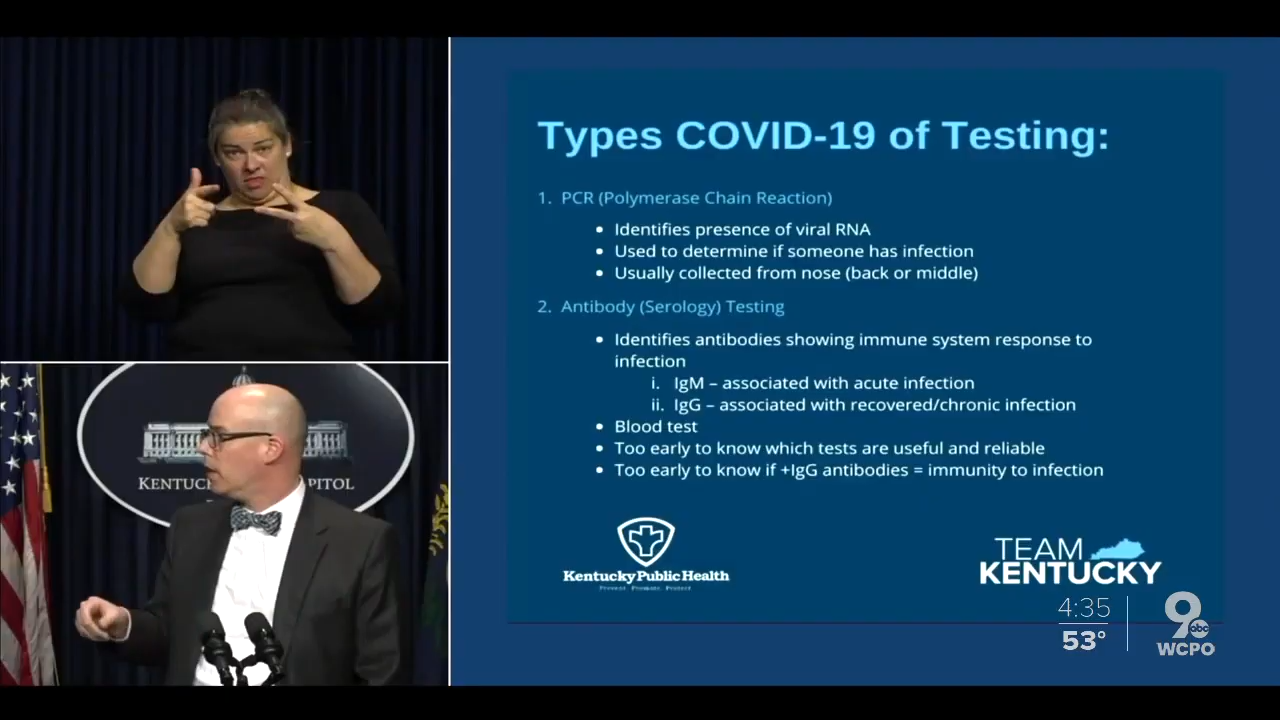 Types COVID-19 of Testing:
1. PCR (Polymerase Chain Reaction)
• Identifies presence of viral RNA
• Used to determine if someone has infection
• Usually collected from nose (back or middle)
2. Antibody (Serology) Testing
• Identifies antibodies showing immune system response to
infection
i. IgM – associated with acute infection
ii. IgG – associated with recovered/chronic infection
• Blood test
• Too early to know which tests are useful and reliable
• Too early to know if +IgG antibodies = immunity to infection
Kentucky Public Health
Prevent. Promote. Protect.
TEAM
KENTUCKY
4:35
53°
9
abc
WCPO